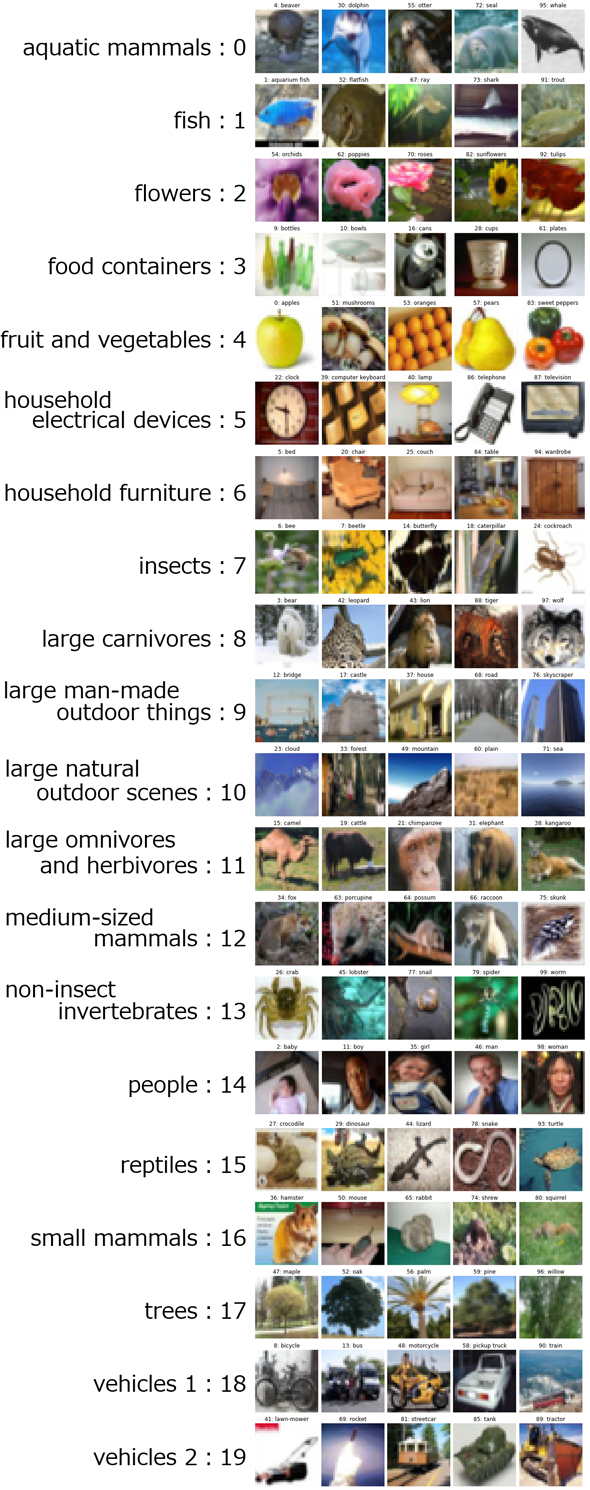 4: beaver 30: dolphin 55: otter 72: seal 95: whale
aquatic mammals : 0
1: aquarium fish 32: flatfish 67: ray 73: shark 91: trout
fish : 1
54: orchids 62: poppies 70: roses 82: sunflowers 92: tulips
flowers : 2
9: bottles 10: bowls 16: cans 28: cups 61: plates
food containers : 3
0: apples 51: mushrooms 53: oranges 57: pears 83: sweet peppers
fruit and vegetables : 4
22: clock 39: computer keyboard 40: lamp 86: telephone 87: television
household
electrical devices : 5
5: bed 20: chair 25: couch 84: table 94: wardrobe
household furniture : 6
6: bee 7: beetle 14: butterfly 18: caterpillar 24: cockroach
insects : 7
3: bear 42: leopard 43: lion 88: tiger 97: wolf
large carnivores : 8
12: bridge 17: castle 37: house 68: road 76: skyscraper
large man-made
outdoor things : 9
23: cloud 33: forest 49: mountain 60: plain 71: sea
large natural
outdoor scenes : 10
15: camel 19: cattle 21: chimpanzee 31: elephant 38: kangaroo
large omnivores
and herbivores : 11
34: fox 63: porcupine 64: possum 66: raccoon 75: skunk
medium-sized
mammals : 12
26: crab 45: lobster 77: snail 79: spider 99: worm
non-insect
invertebrates : 13
2: baby 11: boy 35: girl 46: man 98: woman
people : 14
27: crocodile 29: dinosaur 44: lizard 78: snake 93: turtle
reptiles : 15
36: hamster 50: mouse 65: rabbit 74: shrew 80: squirrel
small mammals : 16
47: maple 52: oak 56: palm 59: pine 96: willow
trees : 17
8: bicycle 13: bus 48: motorcycle 58: pickup truck 90: train
vehicles 1 : 18
41: lawn-mower 69: rocket 81: streetcar 85: tank 89: tractor
vehicles 2 : 19